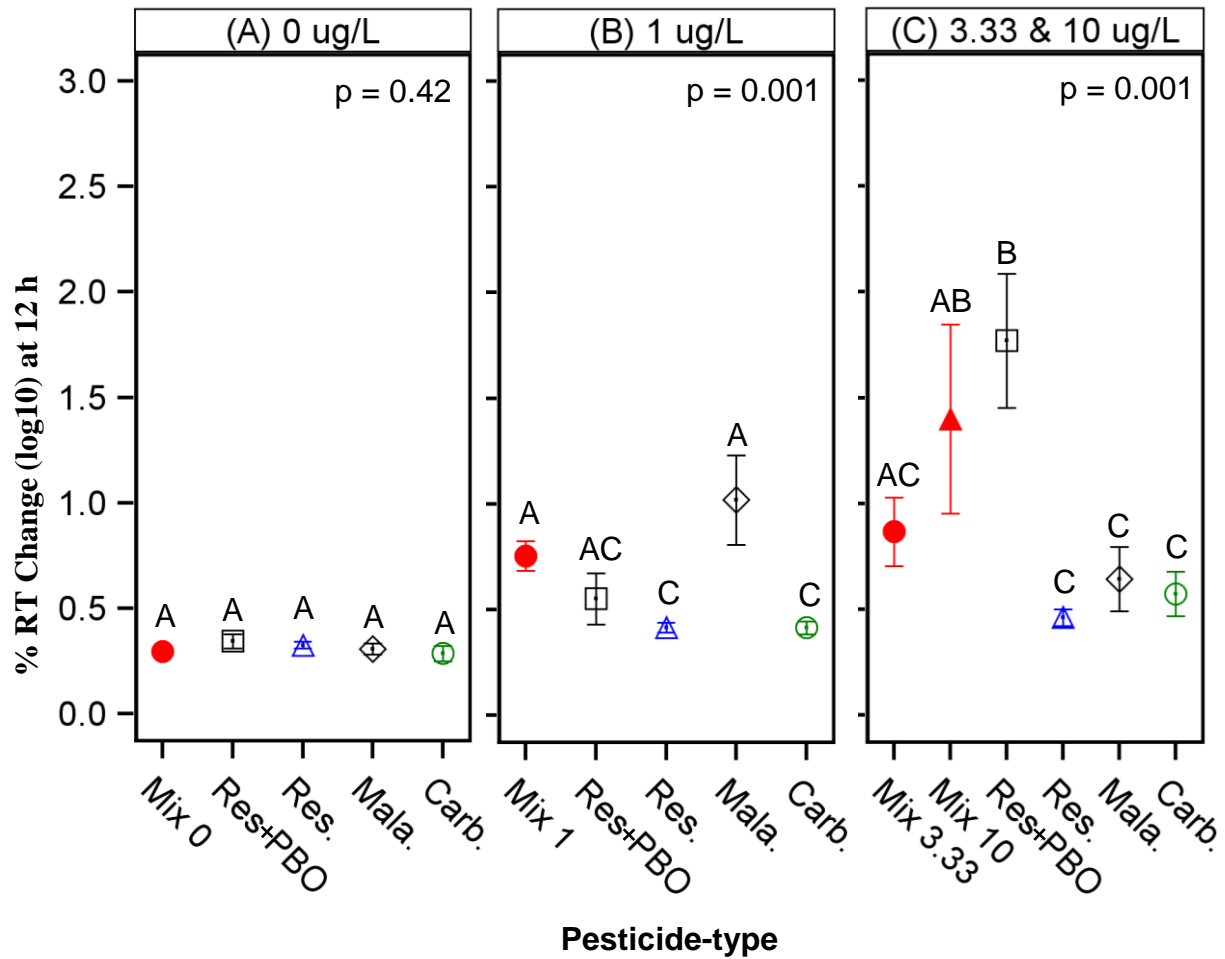 (A) 0 ug/L
(B) 1 ug/L
(C) 3.33 & 10 ug/L
% RT Change (log10) at 12 h
3.0
2.5
2.0
1.5
1.0
0.5
0.0
p = 0.42
A
A
A
A
A
p = 0.001
A
AC
C
A
C
p = 0.001
AC
AB
B
C
C
C
Mix 0
Res+PBO
Res.
Mala.
Carb.
Mix 1
Res+PBO
Res.
Mala.
Carb.
Mix 3.33
Mix 10
Res+PBO
Res.
Mala.
Carb.
Pesticide-type